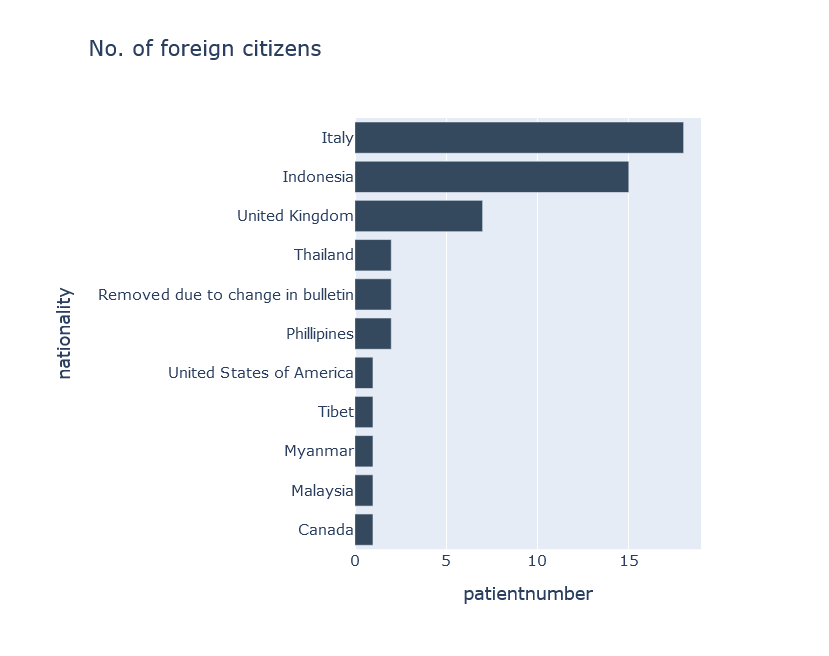 No. of foreign citizens
Italy
Indonesia
United Kingdom
Thailand
Removed due to change in bulletin
Phillipines
United States of America
Tibet
Myanmar
Malaysia
Canada
nationality
0 5 10 15
patientnumber